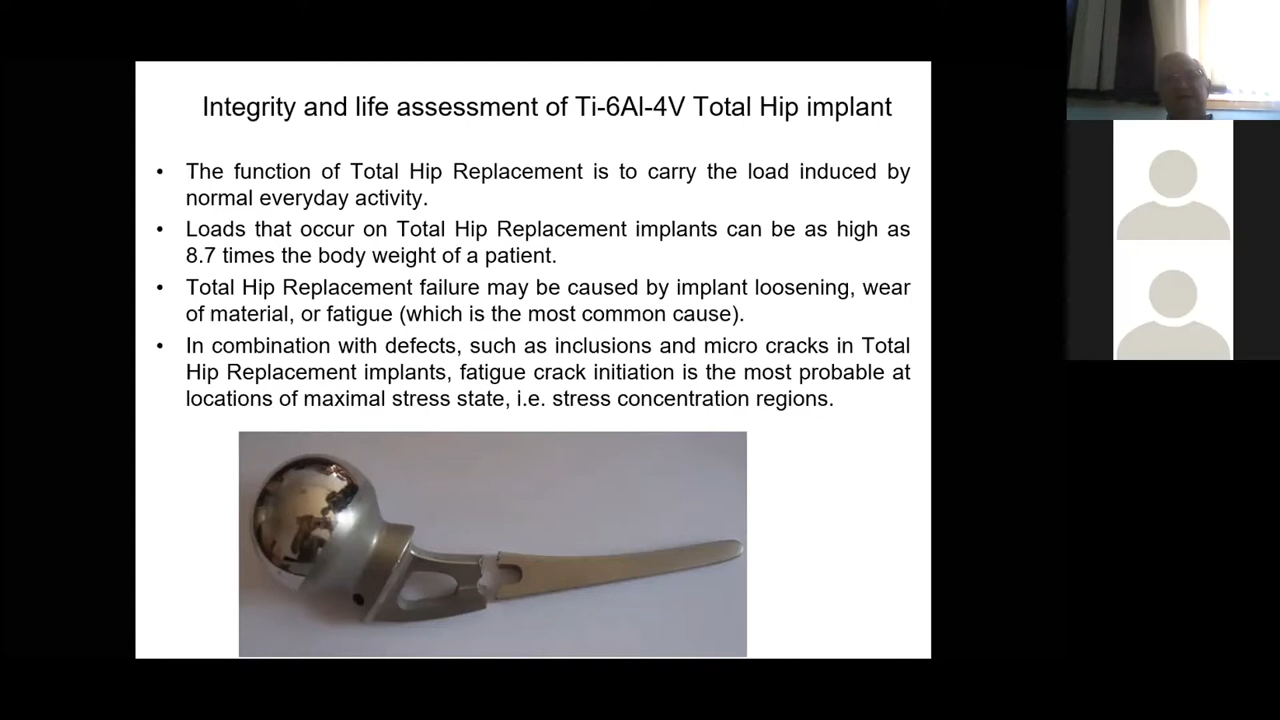 Integrity and life assessment of Ti-6Al-4V Total Hip implant
• The function of Total Hip Replacement is to carry the load induced by
normal everyday activity.
• Loads that occur on Total Hip Replacement implants can be as high as
8.7 times the body weight of a patient.
• Total Hip Replacement failure may be caused by implant loosening, wear
of material, or fatigue (which is the most common cause).
• In combination with defects, such as inclusions and micro cracks in Total
Hip Replacement implants, fatigue crack initiation is the most probable at
locations of maximal stress state, i.e. stress concentration regions.